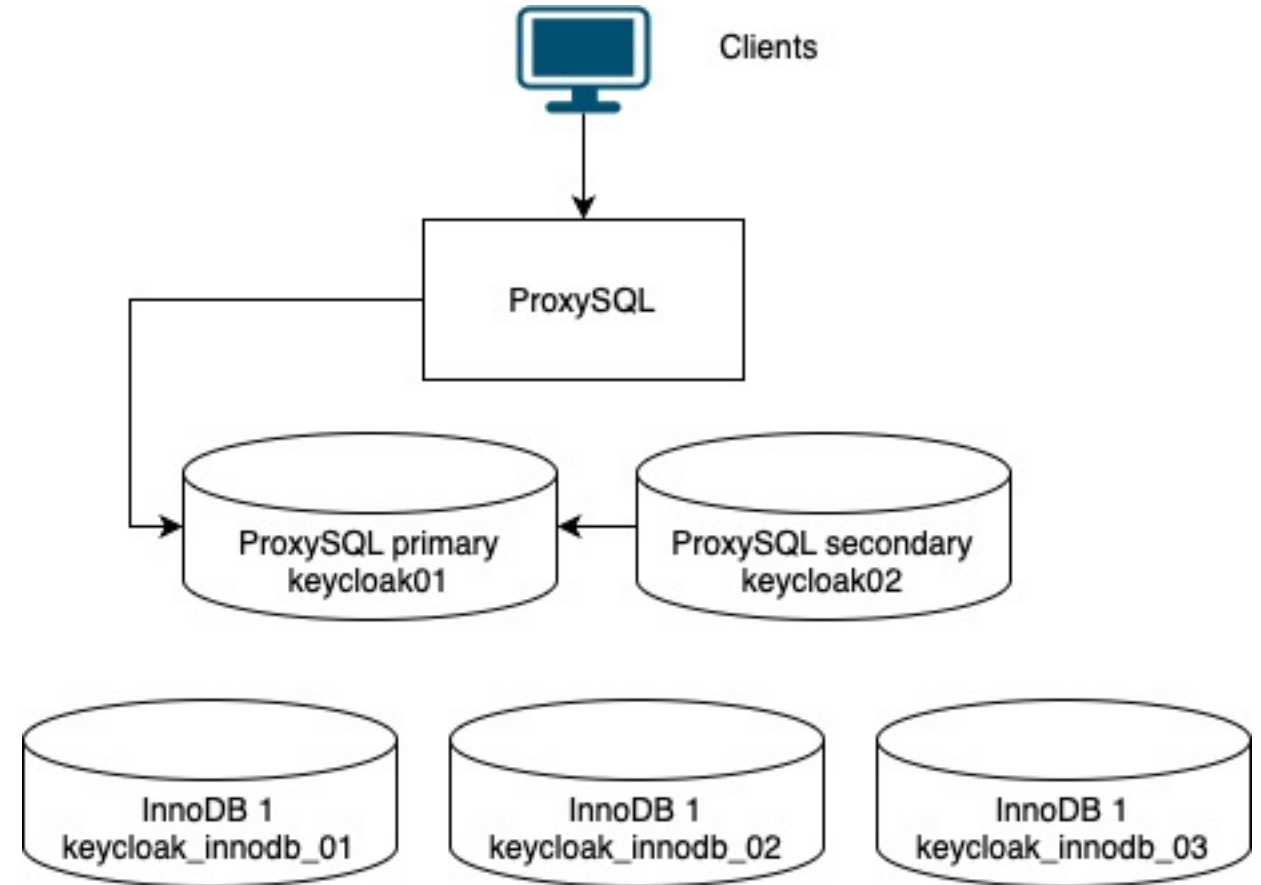 Clients
ProxySQL
ProxySQL primary
keycloak01
ProxySQL secondary
keycloak02
InnoDB 1
keycloak_innodb_01
InnoDB 1
keycloak_innodb_02
InnoDB 1
keycloak_innodb_03